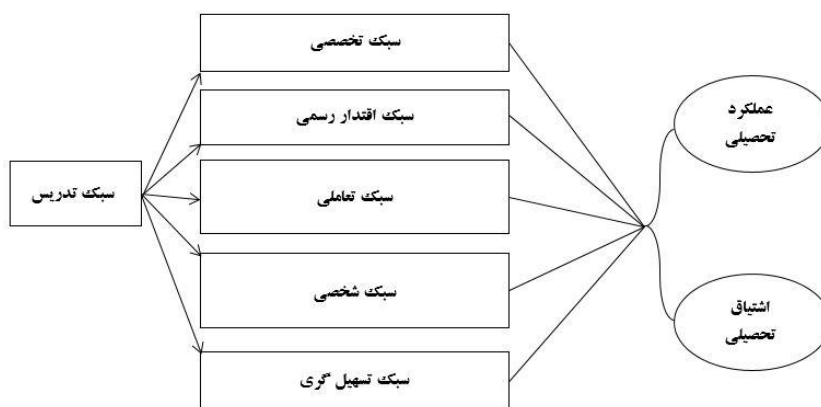 سبک تدریس
سبک تخصصی
سبک اقتدار رسمی
سبک تعاملی
سبک شخصی
سبک تسهیل گری
عملکرد
تحصیلی
اشتیاق
تحصیلی